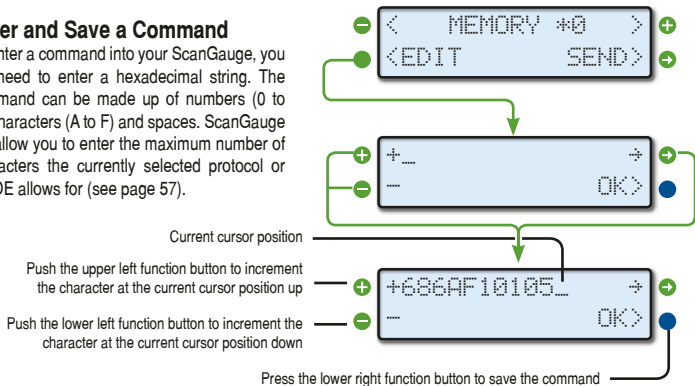 er and Save a Command
nter a command into your ScanGauge, you
need to enter a hexadecimal string. The
mand can be made up of numbers (0 to
haracters (A to F) and spaces. ScanGauge
allow you to enter the maximum number of
acters the currently selected protocol or
DE allows for (see page 57).
< MEMORY *0 >
<EDIT SEND>
+_ →
- OK>
Current cursor position
Push the upper left function button to increment
the character at the current cursor position up
Push the lower left function button to increment the
character at the current cursor position down
+686AF10105_ →
- OK>
Press the lower right function button to save the command